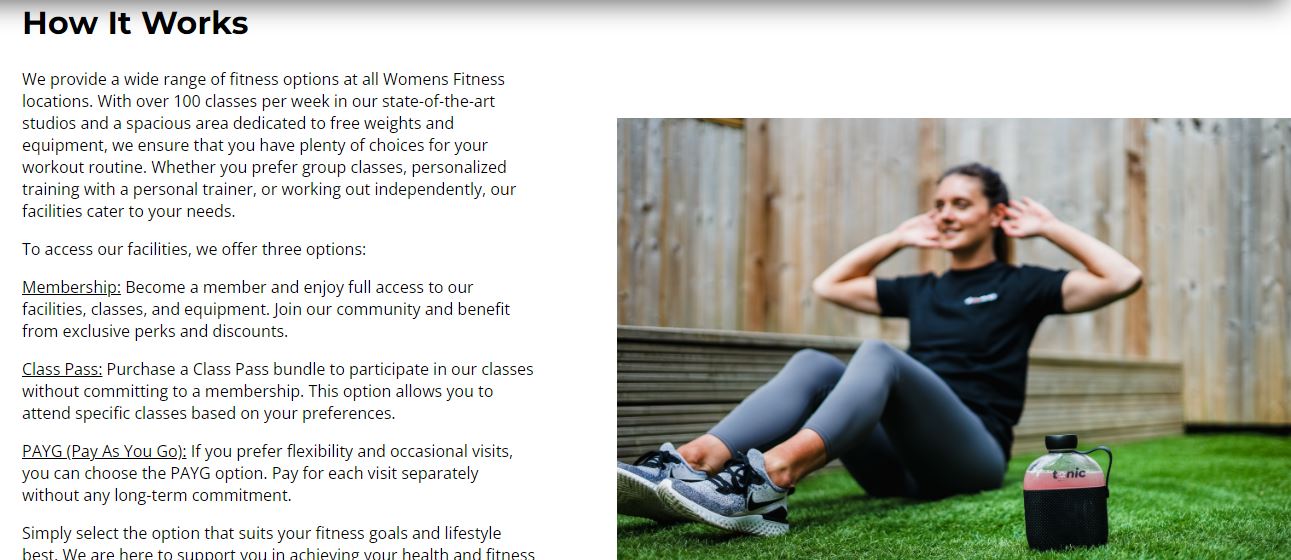 How It Works
We provide a wide range of fitness options at all Womens Fitness
locations. With over 100 classes per week in our state-of-the-art
studios and a spacious area dedicated to free weights and
equipment, we ensure that you have plenty of choices for your
workout routine. Whether you prefer group classes, personalized
training with a personal trainer, or working out independently, our
facilities cater to your needs.
To access our facilities, we offer three options:
Membership: Become a member and enjoy full access to our
facilities, classes, and equipment. Join our community and benefit
from exclusive perks and discounts.
Class Pass: Purchase a Class Pass bundle to participate in our classes
without committing to a membership. This option allows you to
attend specific classes based on your preferences.
PAYG (Pay As You Go): If you prefer flexibility and occasional visits,
you can choose the PAYG option. Pay for each visit separately
without any long-term commitment.
Simply select the option that suits your fitness goals and lifestyle
best. We are here to support you in achieving your health and fitness
tonic